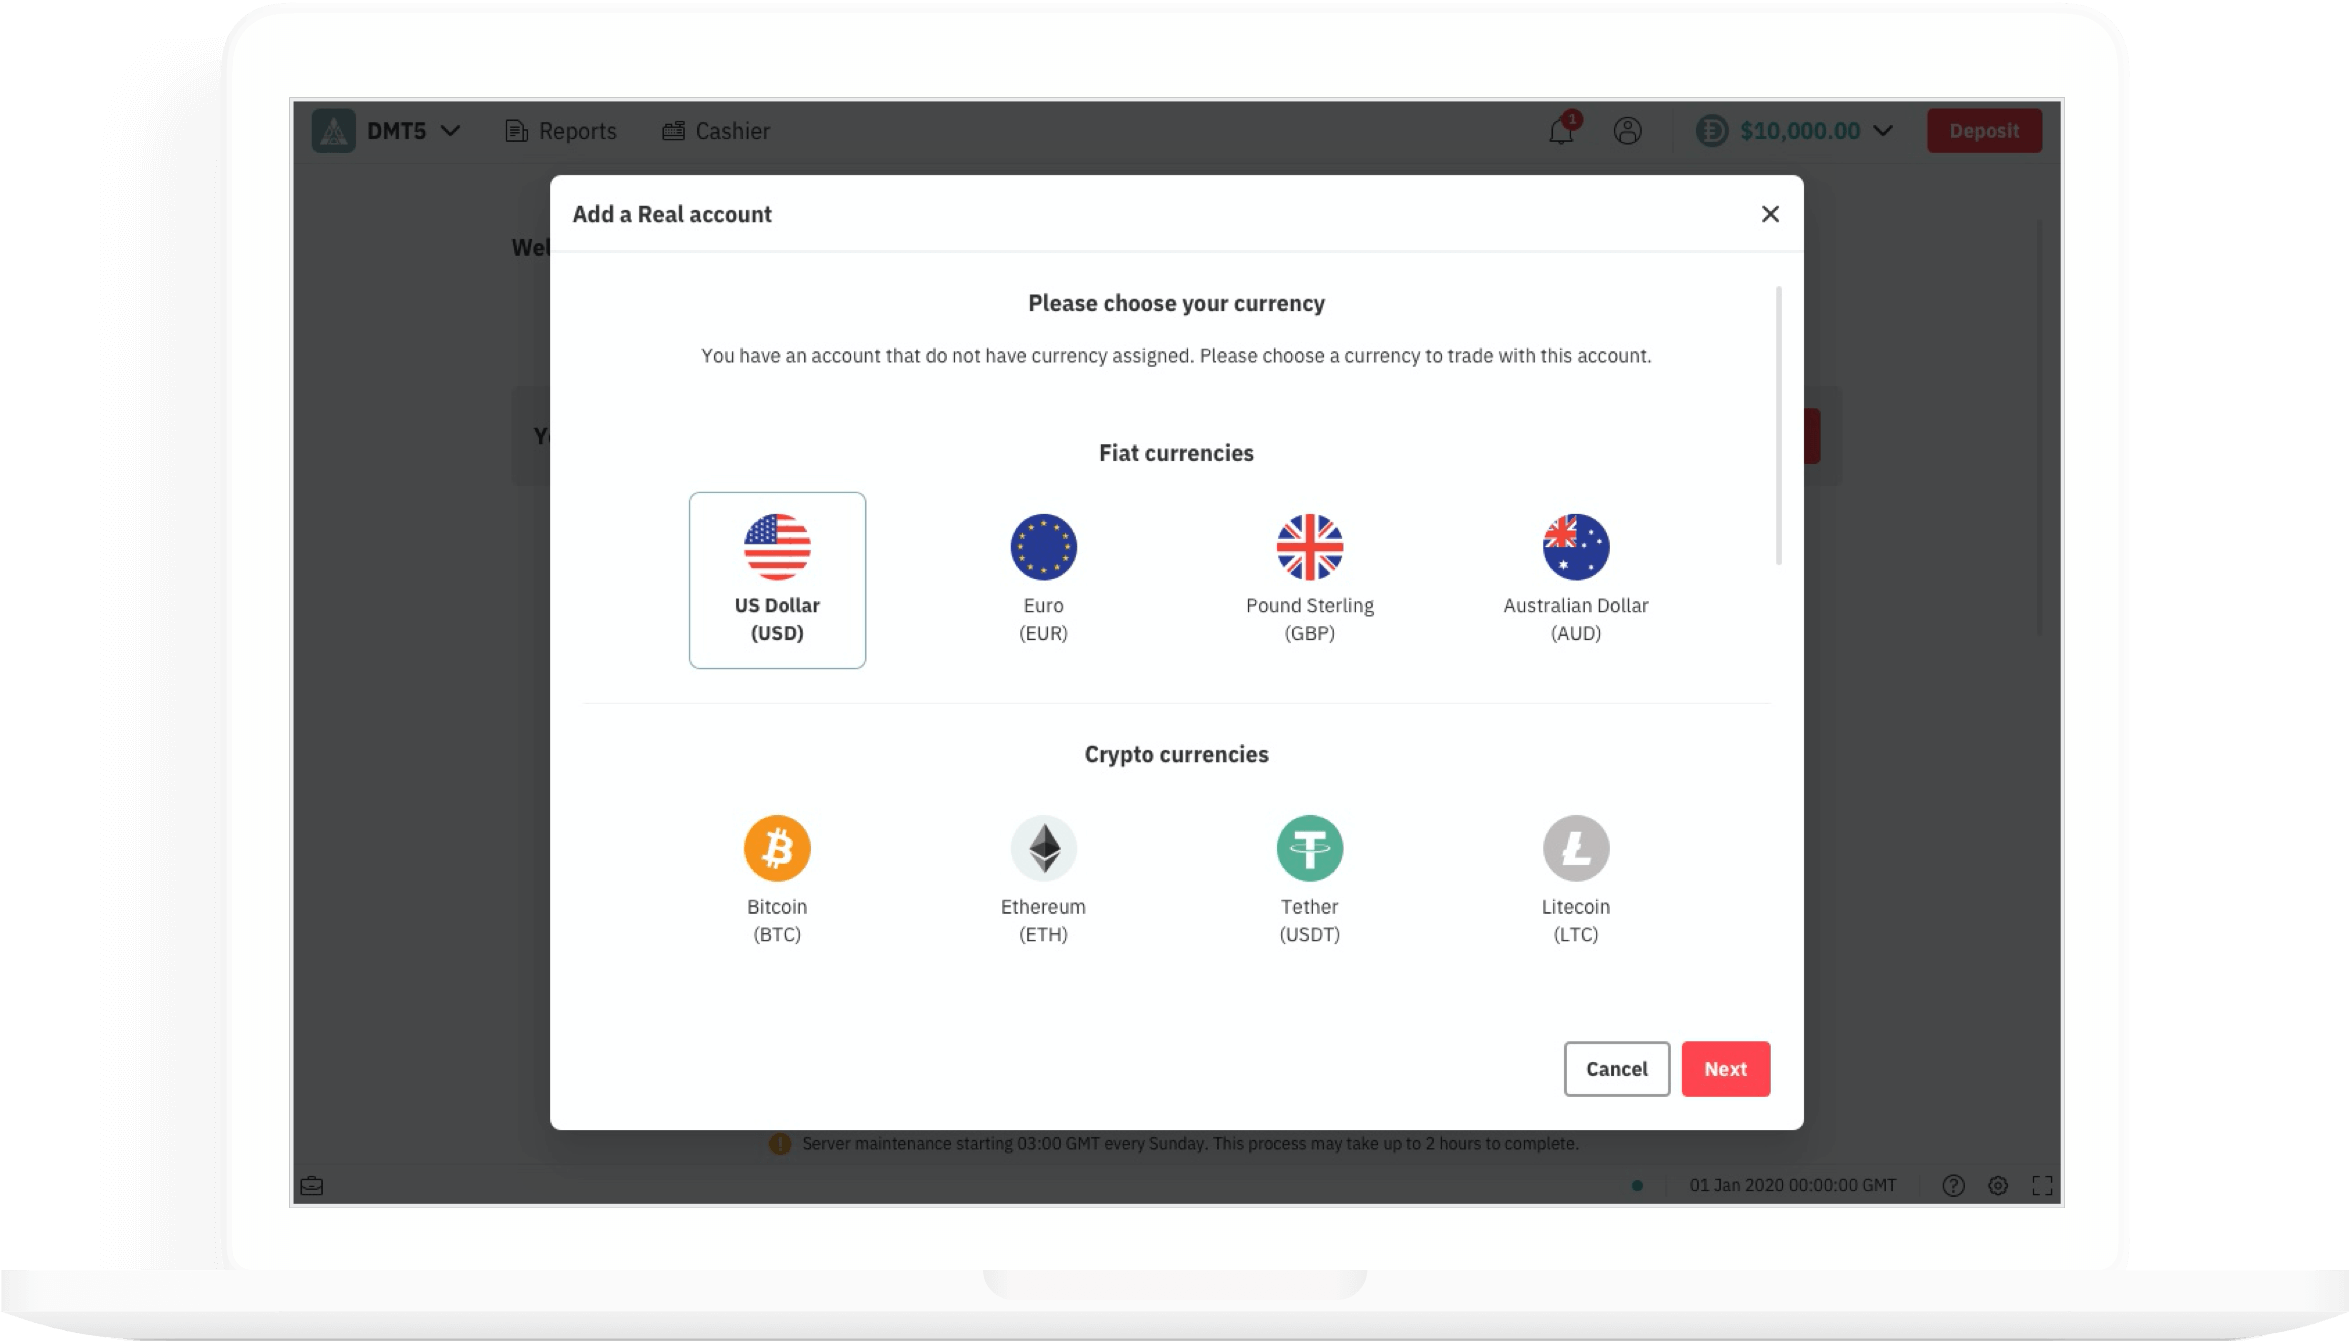 DMT5 Reports Cashier 1 $10,000.00 Deposit
Add a Real account
Please choose your currency
You have an account that do not have currency assigned. Please choose a currency to trade with this account.
Fiat currencies
US Dollar
(USD)
Euro
(EUR)
Pound Sterling
(GBP)
Australian Dollar
(AUD)
Crypto currencies
Bitcoin
(BTC)
Ethereum
(ETH)
Tether
(USDT)
Litecoin
(LTC)
Cancel Next
Server maintenance starting 03:00 GMT every Sunday. This process may take up to 2 hours to complete.
01 Jan 2020 00:00:00 GMT